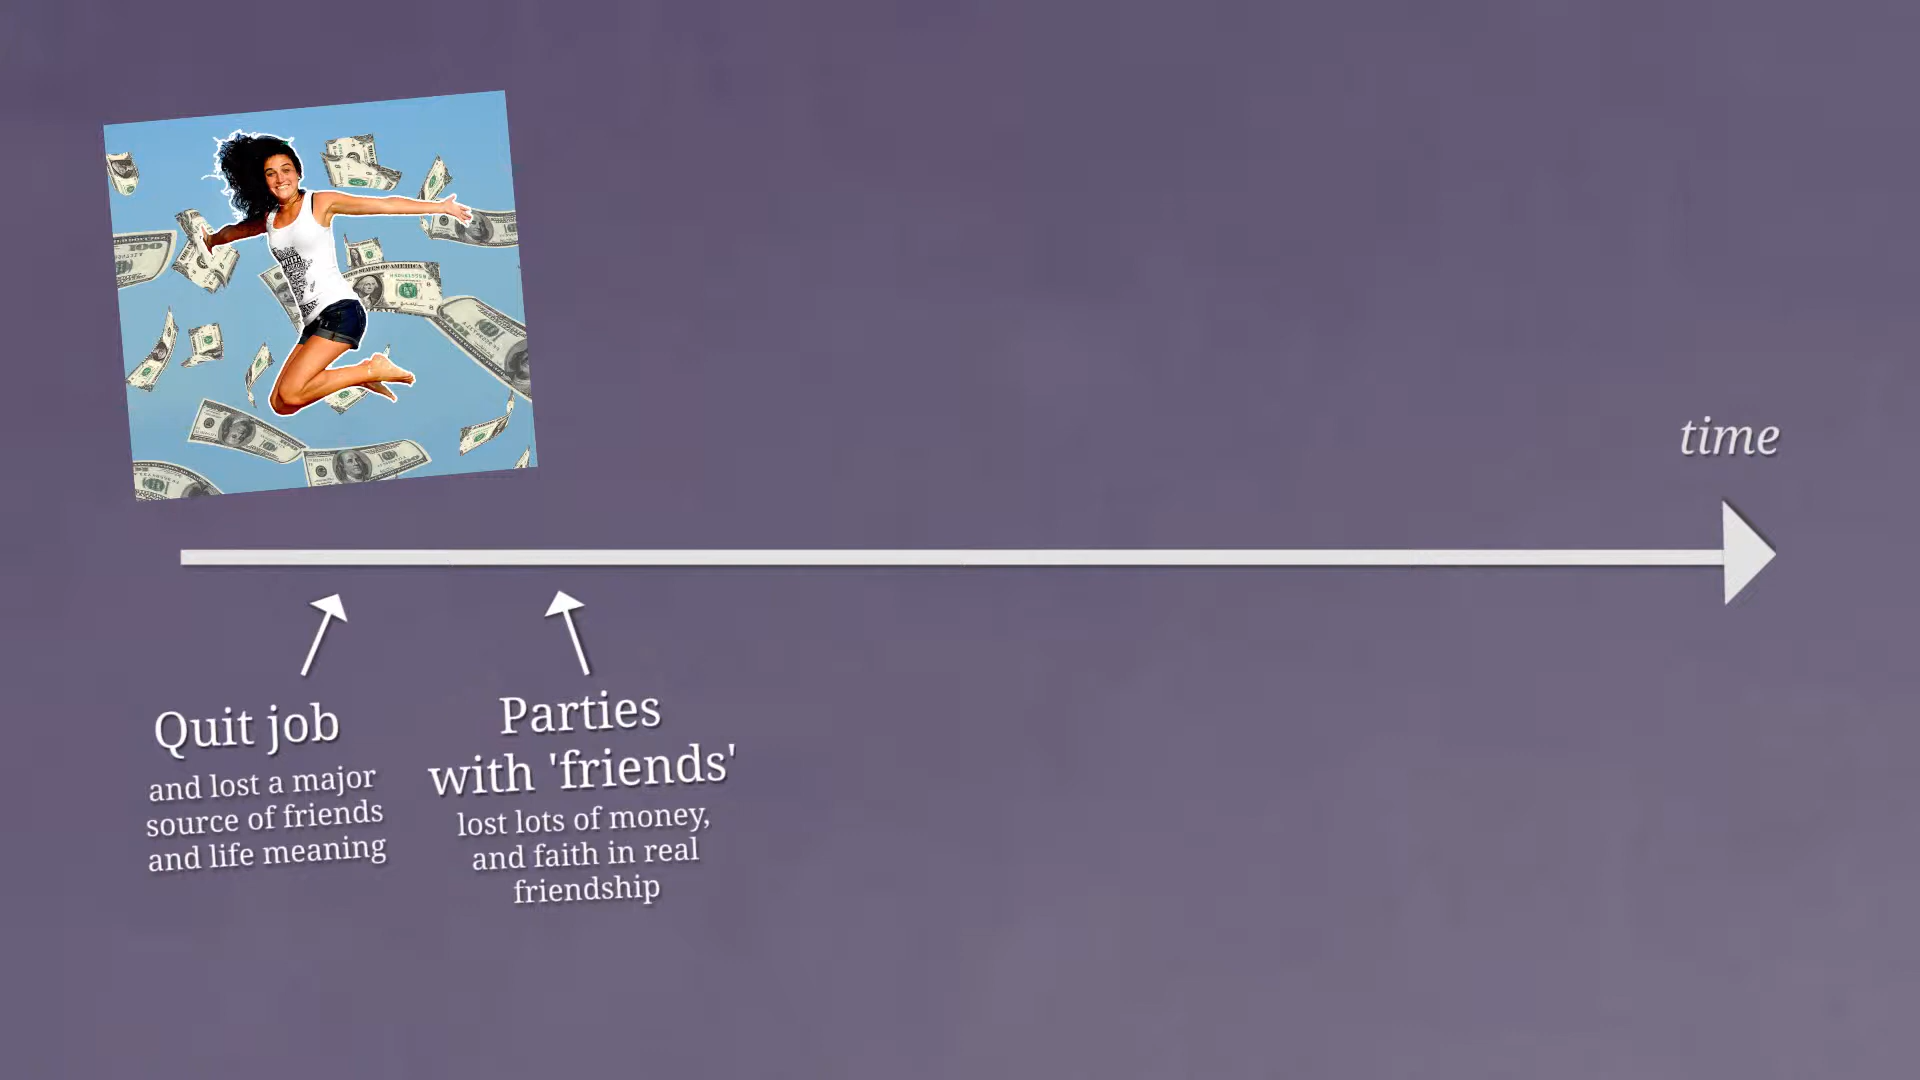 time
Quit job
and lost a major
source of friends
and life meaning
Parties
with 'friends'
lost lots of money,
and faith in real
friendship